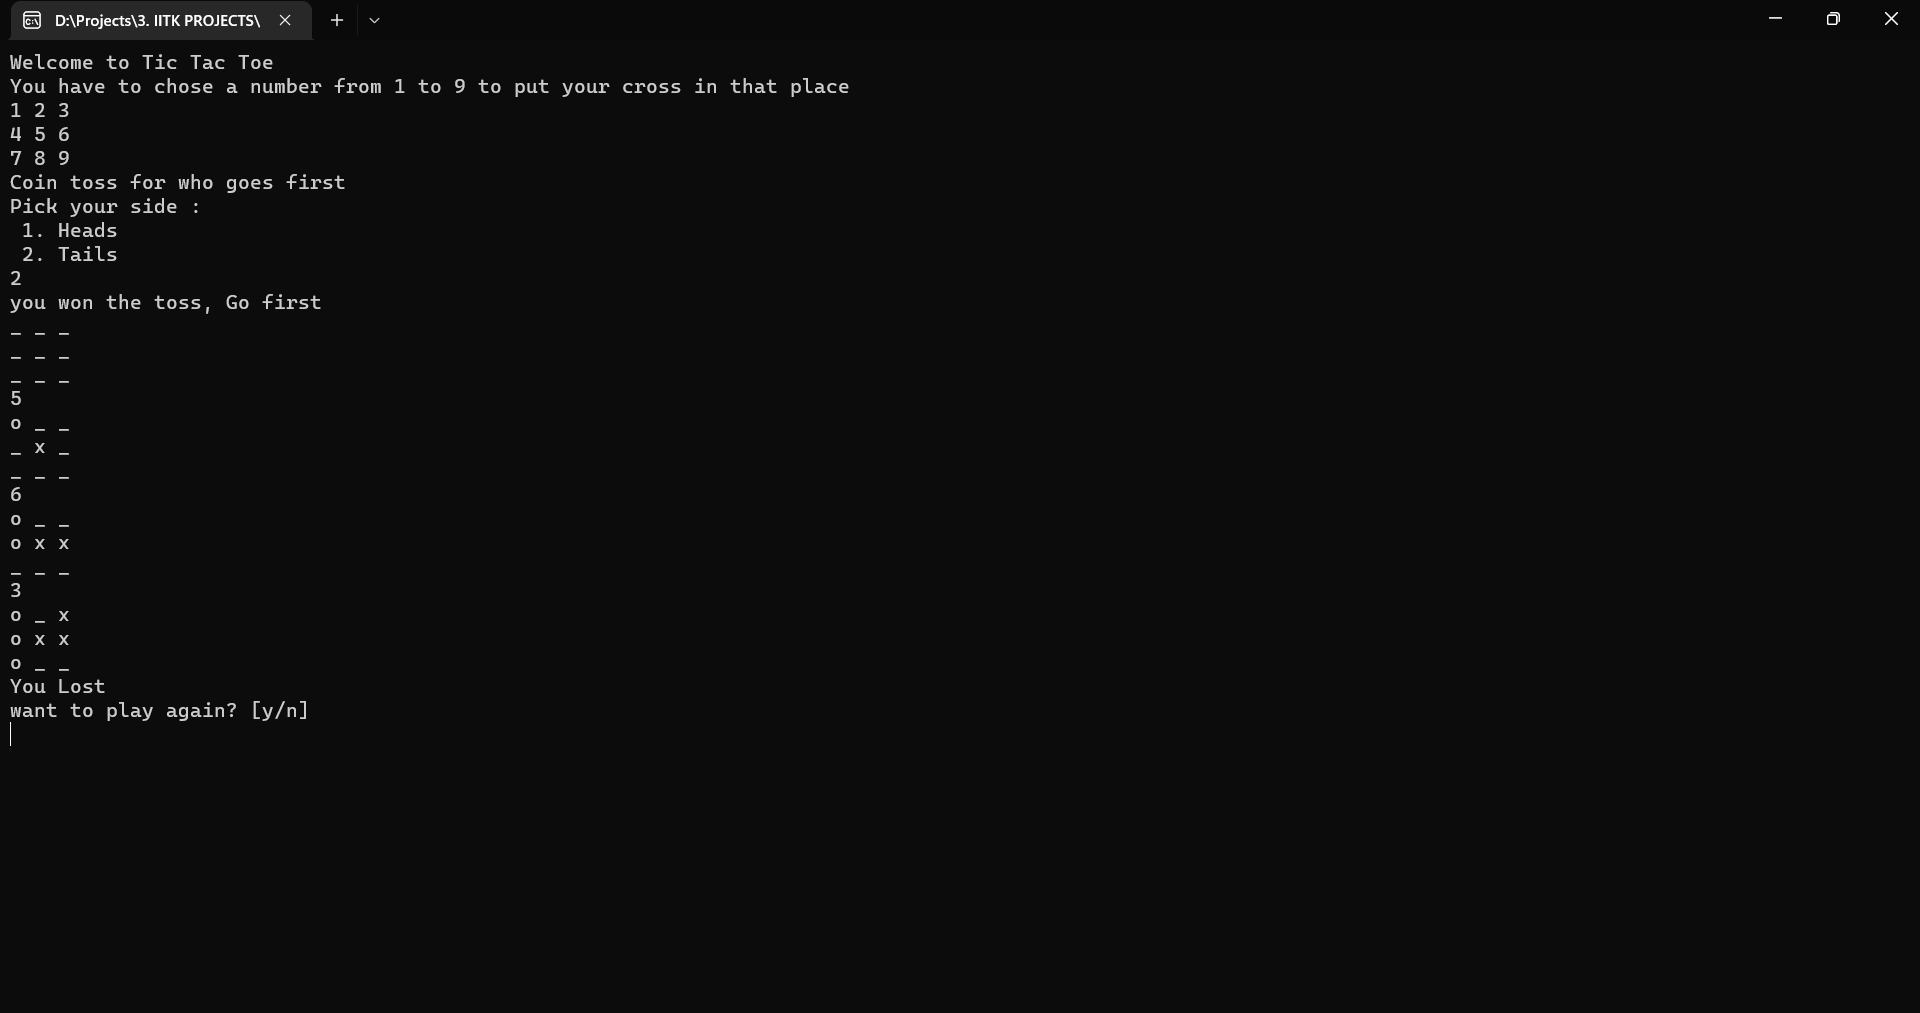 D:\Projects\3. IITK PROJECTS\
Welcome to Tic Tac Toe
You have to chose a number from 1 to 9 to put your cross in that place
1 2 3
4 5 6
7 8 9
Coin toss for who goes first
Pick your side :
 1. Heads
 2. Tails
2
you won the toss, Go first
_ _ _
_ _ _
_ _ _
5
o _ _
_ x _
_ _ _
6
o _ _
o x x
_ _ _
3
o _ x
o x x
o _ _
You Lost
want to play again? [y/n]